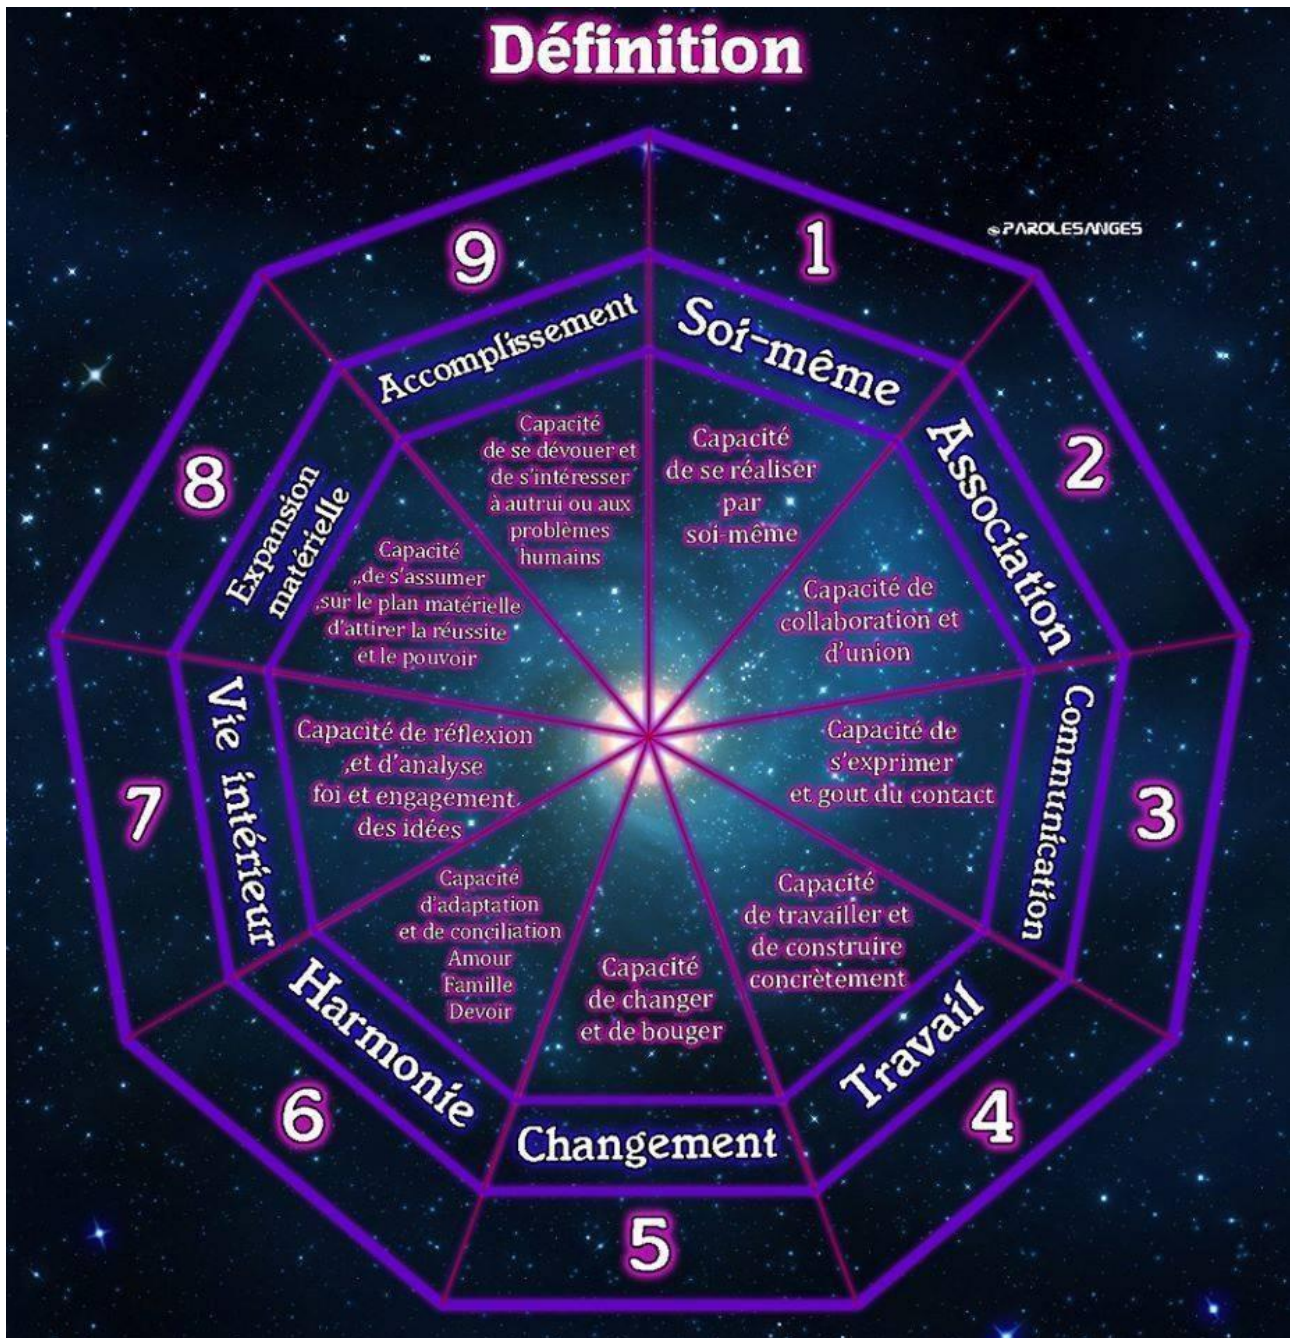 Définition
@PAROLESANGES
1
Soi-même
Capacité
de se réaliser
par
soi-même
2
Association
Capacité de
collaboration et
d'union
3
Communication
Capacité de
s'exprimer
et gout du contact
4
Travail
Capacité
de travailler et
de construire
concrètement
5
Changement
Capacité
de changer
et de bouger
6
Harmonie
Capacité
d'adaptation
et de conciliation
Amour
Famille
Devoir
7
Vie intérieur
Capacité de réflexion
,et d'analyse
foi et engagement
des idées
8
Expansion
matérielle
Capacité
,,de s'assumer
,sur le plan matérielle
d'attirer la réussite
et le pouvoir
9
Accomplissement
Capacité
de se dévouer et
de s'intéresser
à autrui ou aux
problèmes
humains